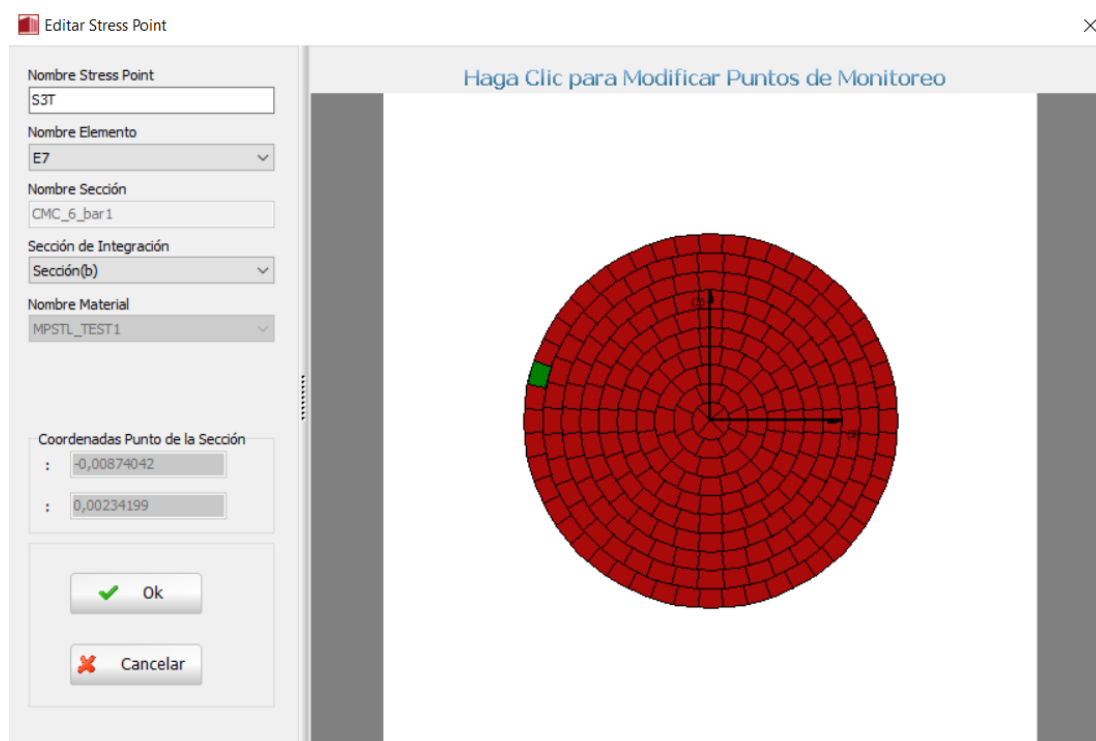 Editar Stress Point
Haga Clic para Modificar Puntos de Monitoreo
Nombre Stress Point
S3T
Nombre Elemento
E7
Nombre Sección
CMC_6_bar1
Sección de Integración
Sección(b)
Nombre Material
MPSTL_TEST1
Coordenadas Punto de la Sección
: -0,00874042
: 0,00234199
Ok
Cancelar